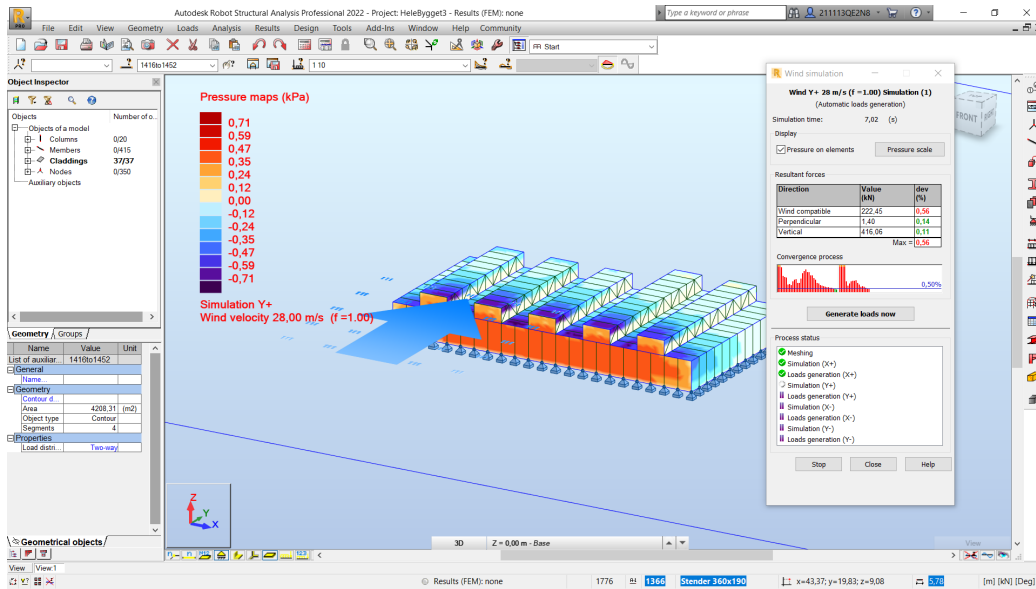 Autodesk Robot Structural Analysis Professional 2022 - Project: HeleBygget3 - Results (FEM): none
Type a keyword or phrase
211113QE2N8
PRO
File Edit View Geometry Loads Analysis Results Design Tools Add-Ins Window Help Community
Start
1416to1452
1 10
Object Inspector
Objects Number of o...
Objects of a model
Columns 0/20
Members 0/415
Claddings 37/37
Nodes 0/350
Auxiliary objects
Geometry Groups
Name Value Unit
List of auxiliar... 1416to1452
General
Name...
Geometry
Contour d...
Area 4208,31 (m2)
Object type Contour
Segments 4
Properties
Load distri... Two-way
Geometrical objects
View View:1
Pressure maps (kPa)
0,71
0,59
0,47
0,35
0,24
0,12
0,00
-0,12
-0,24
-0,35
-0,47
-0,59
-0,71
Simulation Y+
Wind velocity 28,00 m/s (f =1.00)
FRONT
Z
Y
X
3D Z = 0,00 m - Base
View
Wind simulation
Wind Y+ 28 m/s (f =1.00) Simulation (1)
(Automatic loads generation)
Simulation time: 7,02 (s)
Display
Pressure on elements
Pressure scale
Resultant forces
Direction Value (kN) dev (%)
Wind compatible 222,45 0,56
Perpendicular 1,40 0,14
Vertical 416,06 0,11
Max = 0,56
Convergence process
0,50%
Generate loads now
Process status
Meshing
Simulation (X+)
Loads generation (X+)
Simulation (Y+)
Loads generation (Y+)
Simulation (X-)
Loads generation (X-)
Simulation (Y-)
Loads generation (Y-)
Stop Close Help
Results (FEM): none 1776 1366 Stender 360x190 x=43,37; y=19,83; z=9,08 5,78 [m] [kN] [Deg]